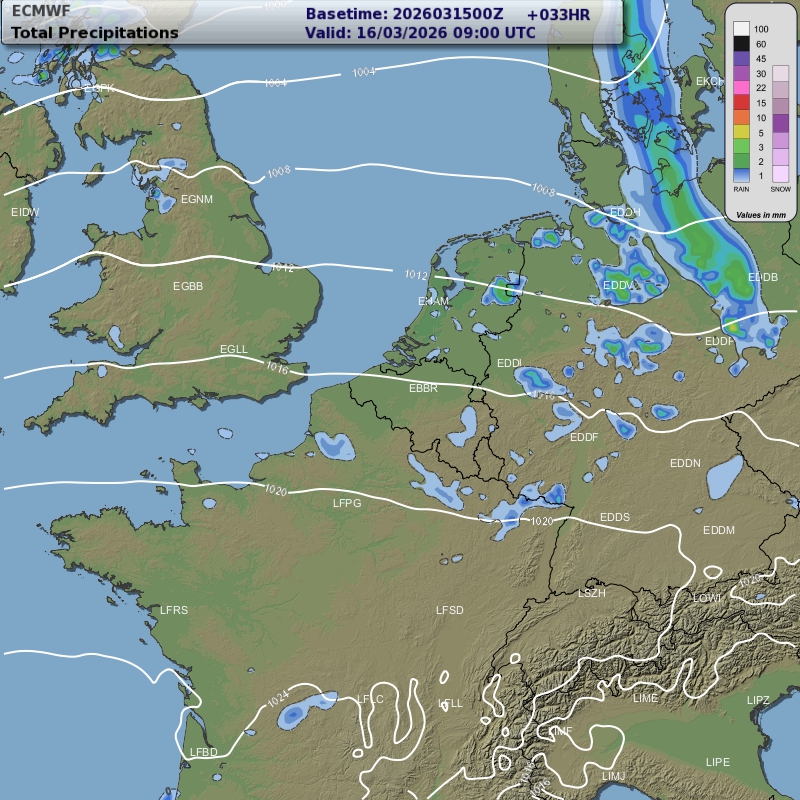 ECMWF
Basetime: 2026031500Z +033HR
Total Precipitations
Valid: 16/03/2026 09:00 UTC
100
60
45
30
22
15
10
5
3
2
1
RAIN
SNOW
Values in mm
1004
1004
1008
1008
1012
1012
1016
1020
1020
1020
1024
EGPK
EKCH
EIDW
EGNM
EDDH
EGBB
EHAM
EDDV
EDDB
EGLL
EDDL
EBBR
EDDF
EDDN
LFPG
EDDS
EDDM
LFRS
LFSD
LSZH
LOWI
LFLC
LFLL
LIME
LIPZ
LFBD
LIMF
LIPE
LIMJ